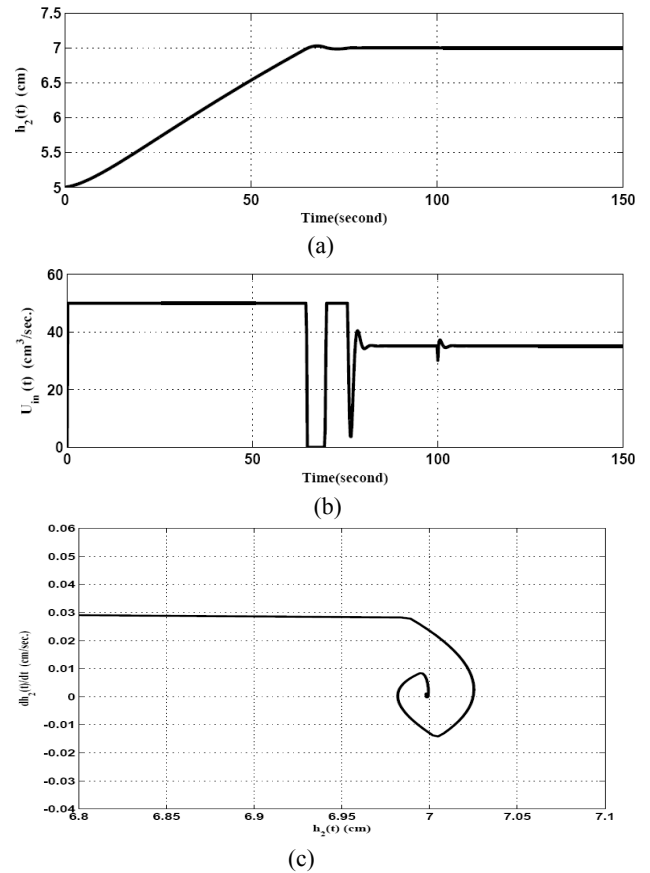 7.5
7
6.5
6
5.5
5
h2(t) (cm)
0 50 100 150
Time(second)
(a)
60
40
20
0
Uin(t) (cm3/sec.)
0 50 100 150
Time(second)
(b)
0.06
0.05
0.04
0.03
0.02
0.01
0
-0.01
-0.02
-0.03
-0.04
dh2(t)/dt (cm/sec.)
6.8 6.85 6.9 6.95 7 7.05 7.1
h2(t) (cm)
(c)